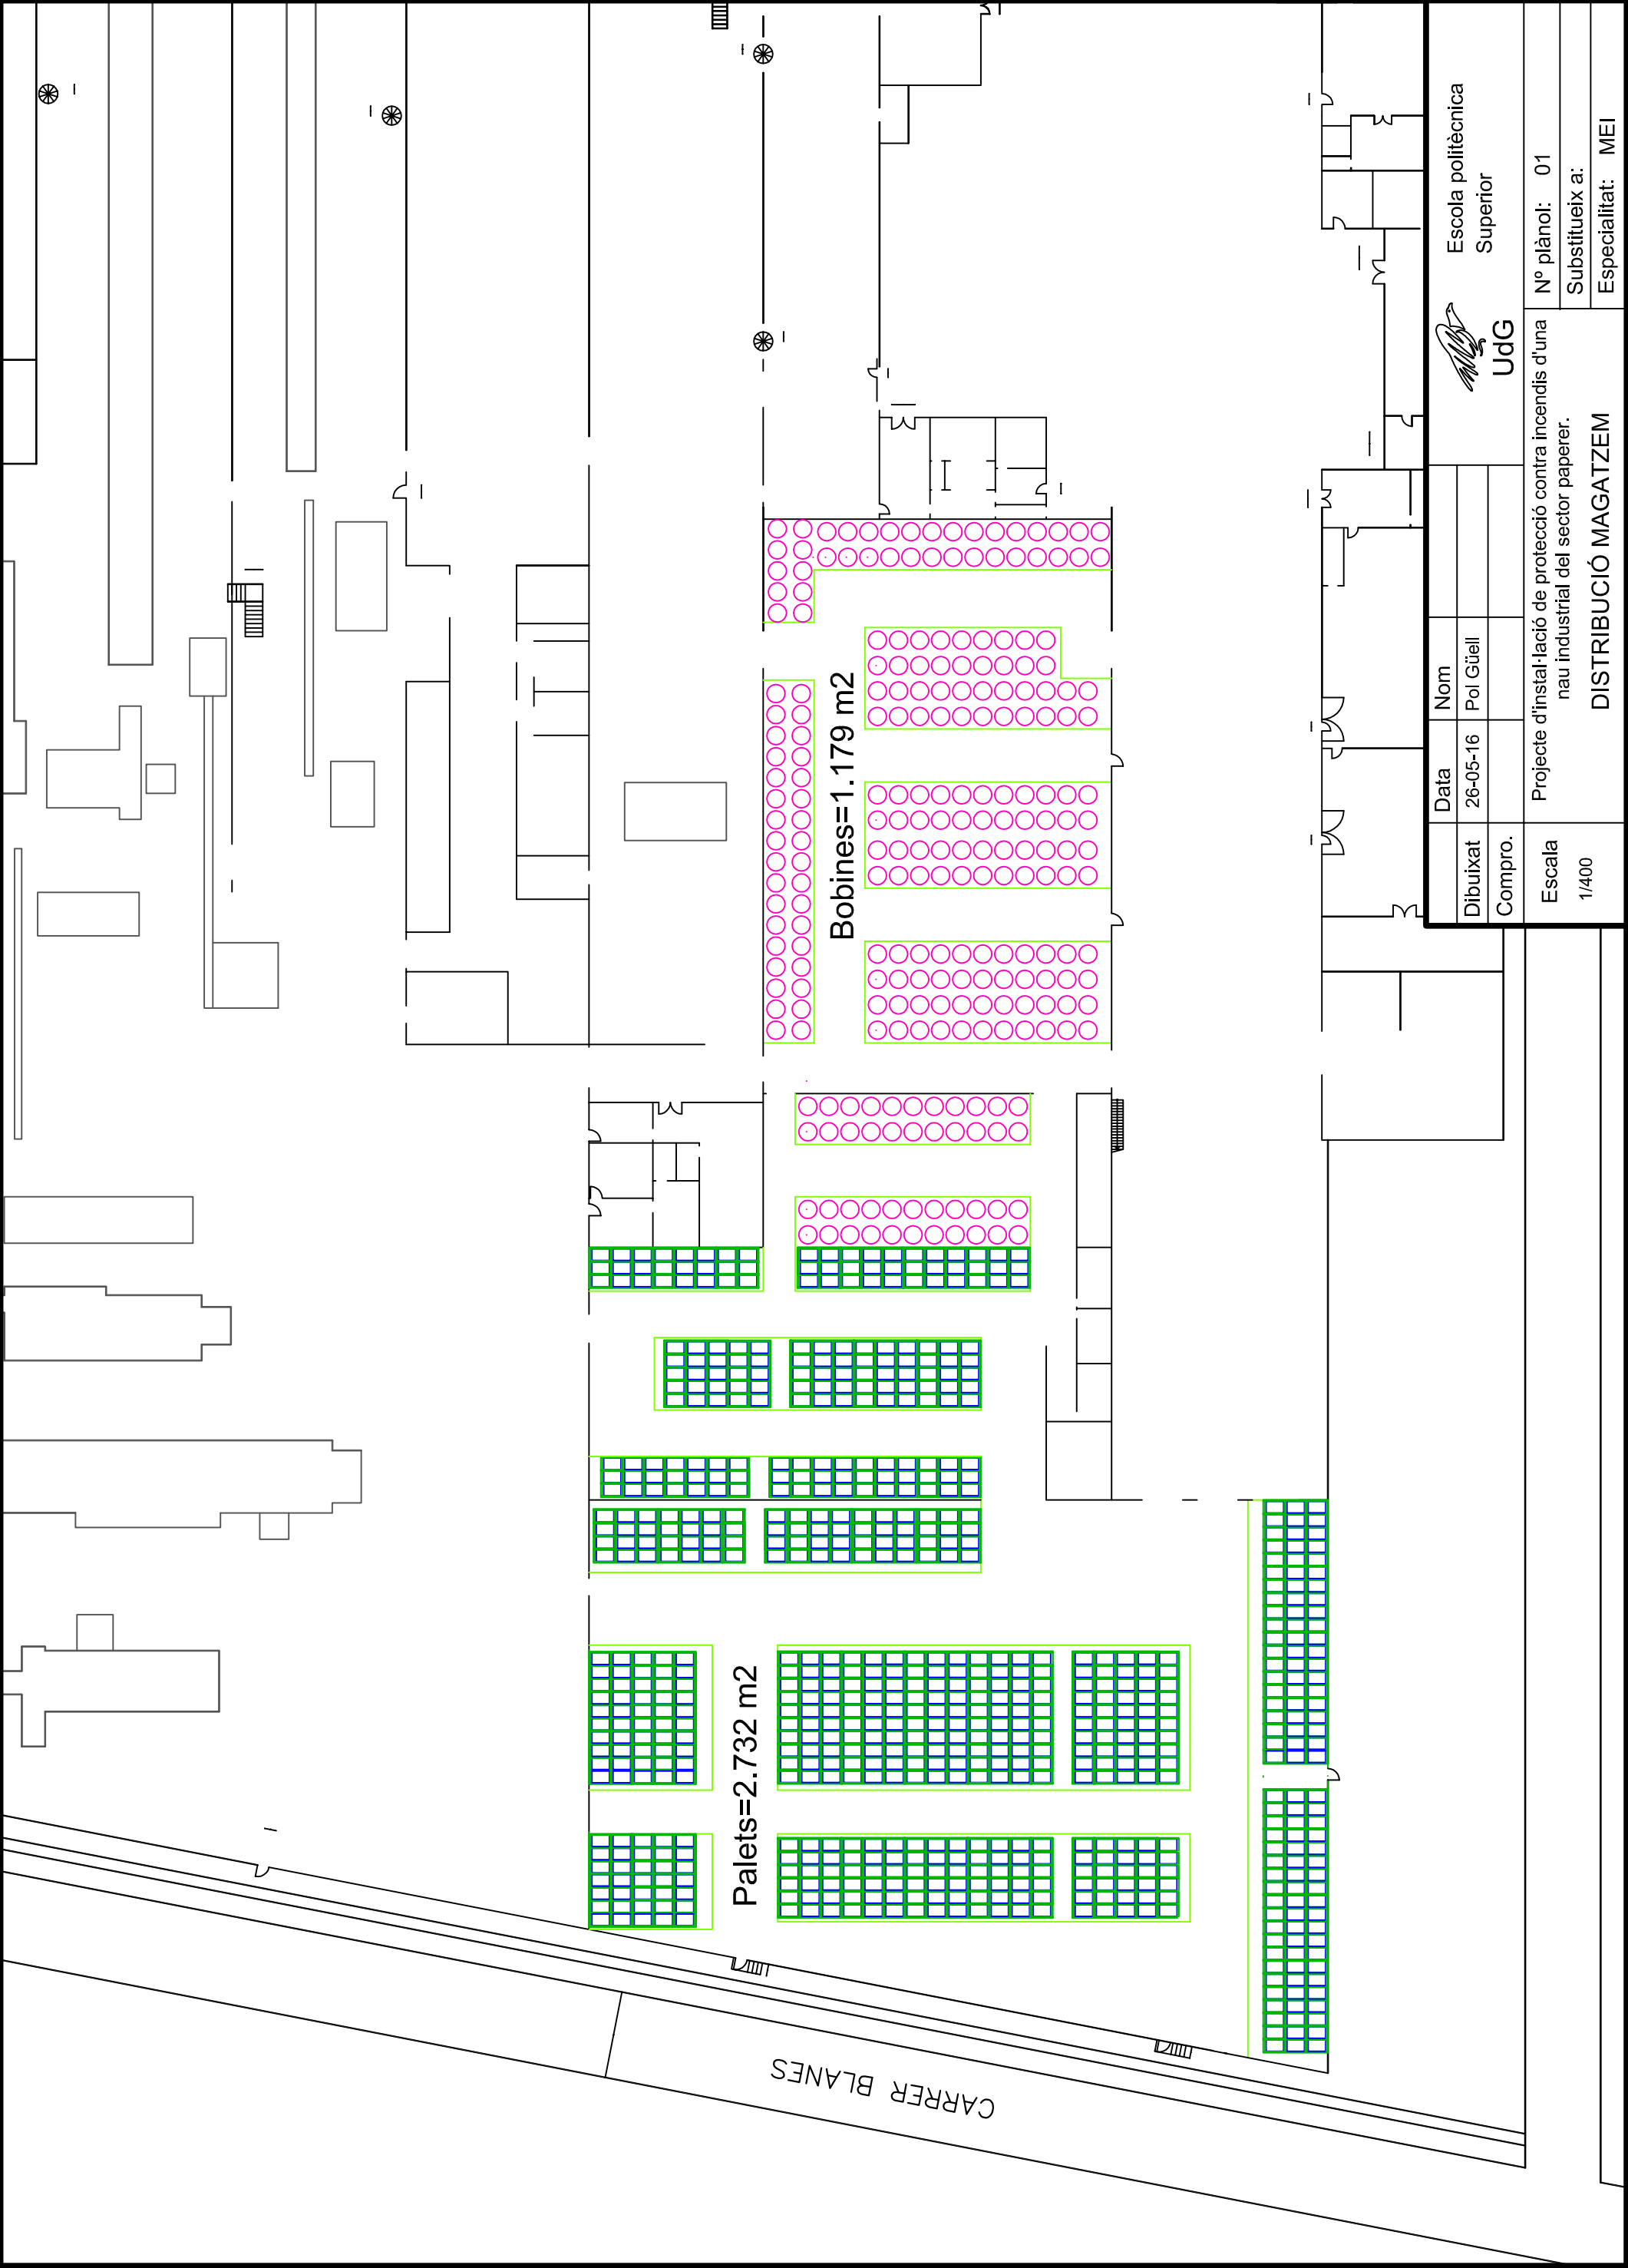 Bobines=1.179 m2
Palets=2.732 m2
CARRER BLANES
Data
Nom
Dibuixat
26-05-16
Pol Güell
Compro.
UdG
Escola politècnica
Superior
Escala
1/400
Projecte d'instal·lació de protecció contra incendis d'una
nau industrial del sector paperer.
DISTRIBUCIÓ MAGATZEM
Nº plànol: 01
Substitueix a:
Especialitat: MEI